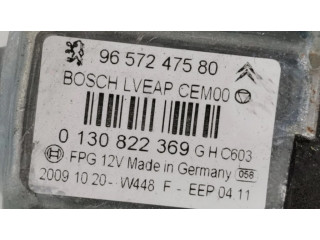 96 572 475 80
BOSCH LVEAP CEM00
0 130 822 369 G H C603
FPG 12V Made in Germany 058
2009 10 20- W448 F - EEP 04 11